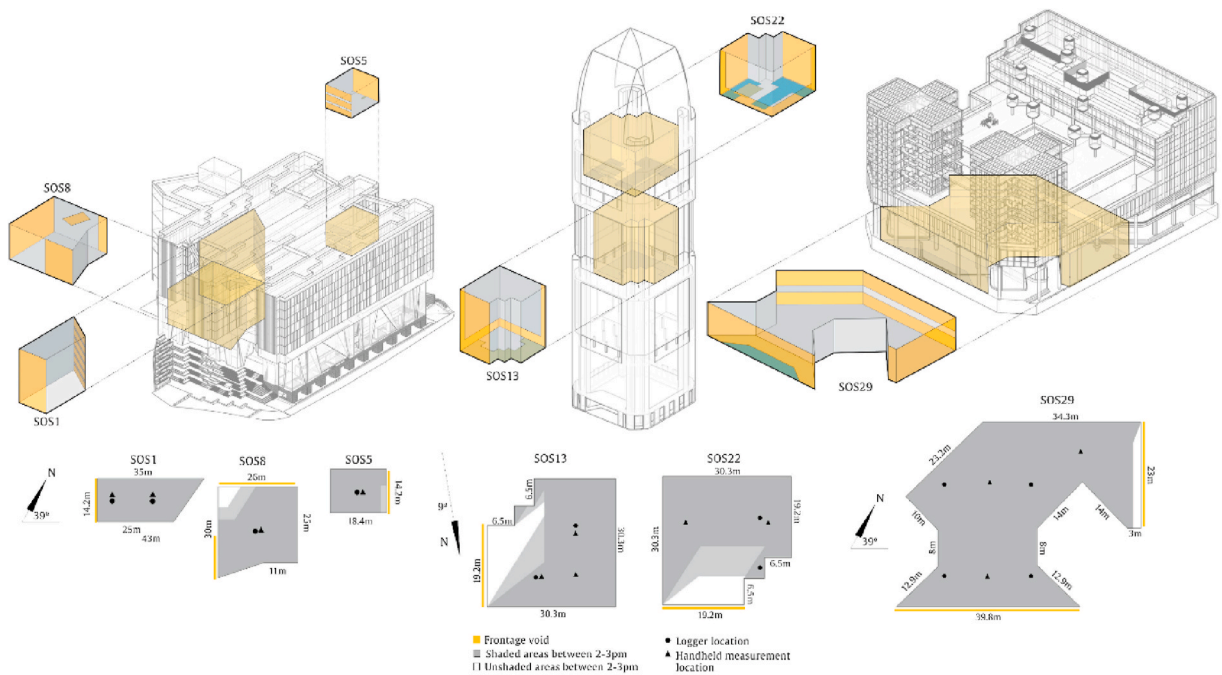 SOS22
SOS5
SOS8
SOS13
SOS29
SOS1
SOS29
34.3m
23.2m
23m
N
39°
10m
14m
14m
3m
8m
8m
12.9m
12.9m
39.8m
N
39°
SOS1
35m
14.2m
25m
43m
SOS8
26m
30m
25m
11m
SOS5
14.7m
18.4m
9°
N
SOS13
6.5m
6.5m
19.2m
30.3m
30.3m
SOS22
30.3m
30.3m
19.2m
6.5m
6.5m
19.2m
Frontage void
Shaded areas between 2-3pm
Unshaded areas between 2-3pm
Logger location
Handheld measurement
location